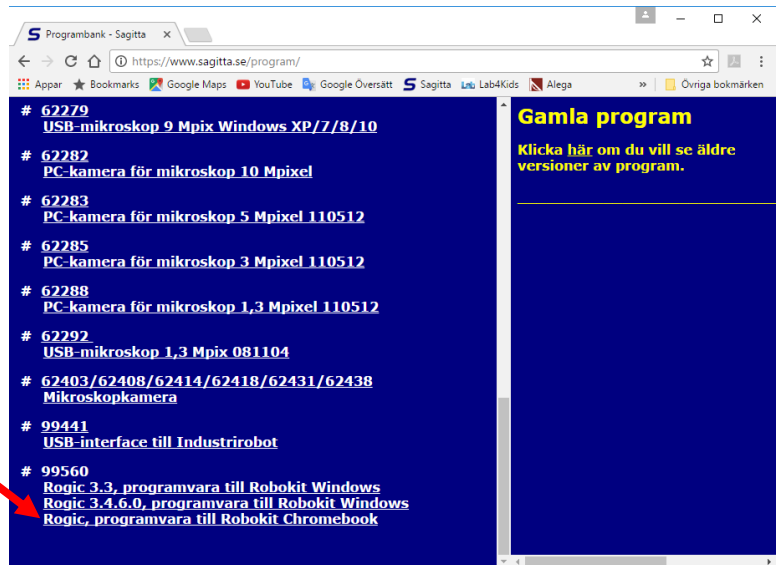 Programbank - Sagitta
https://www.sagitta.se/program/
Appar Bookmarks Google Maps YouTube Google Översätt Sagitta Lab4Kids Alega » Övriga bokmärken
# 62279
USB-mikroskop 9 Mpix Windows XP/7/8/10
# 62282
PC-kamera för mikroskop 10 Mpixel
# 62283
PC-kamera för mikroskop 5 Mpixel 110512
# 62285
PC-kamera för mikroskop 3 Mpixel 110512
# 62288
PC-kamera för mikroskop 1,3 Mpixel 110512
# 62292
USB-mikroskop 1,3 Mpix 081104
# 62403/62408/62414/62418/62431/62438
Mikroskopkamera
# 99441
USB-interface till Industrirobot
# 99560
Rogic 3.3, programvara till Robokit Windows
Rogic 3.4.6.0, programvara till Robokit Windows
Rogic, programvara till Robokit Chromebook
Gamla program
Klicka här om du vill se äldre
versioner av program.